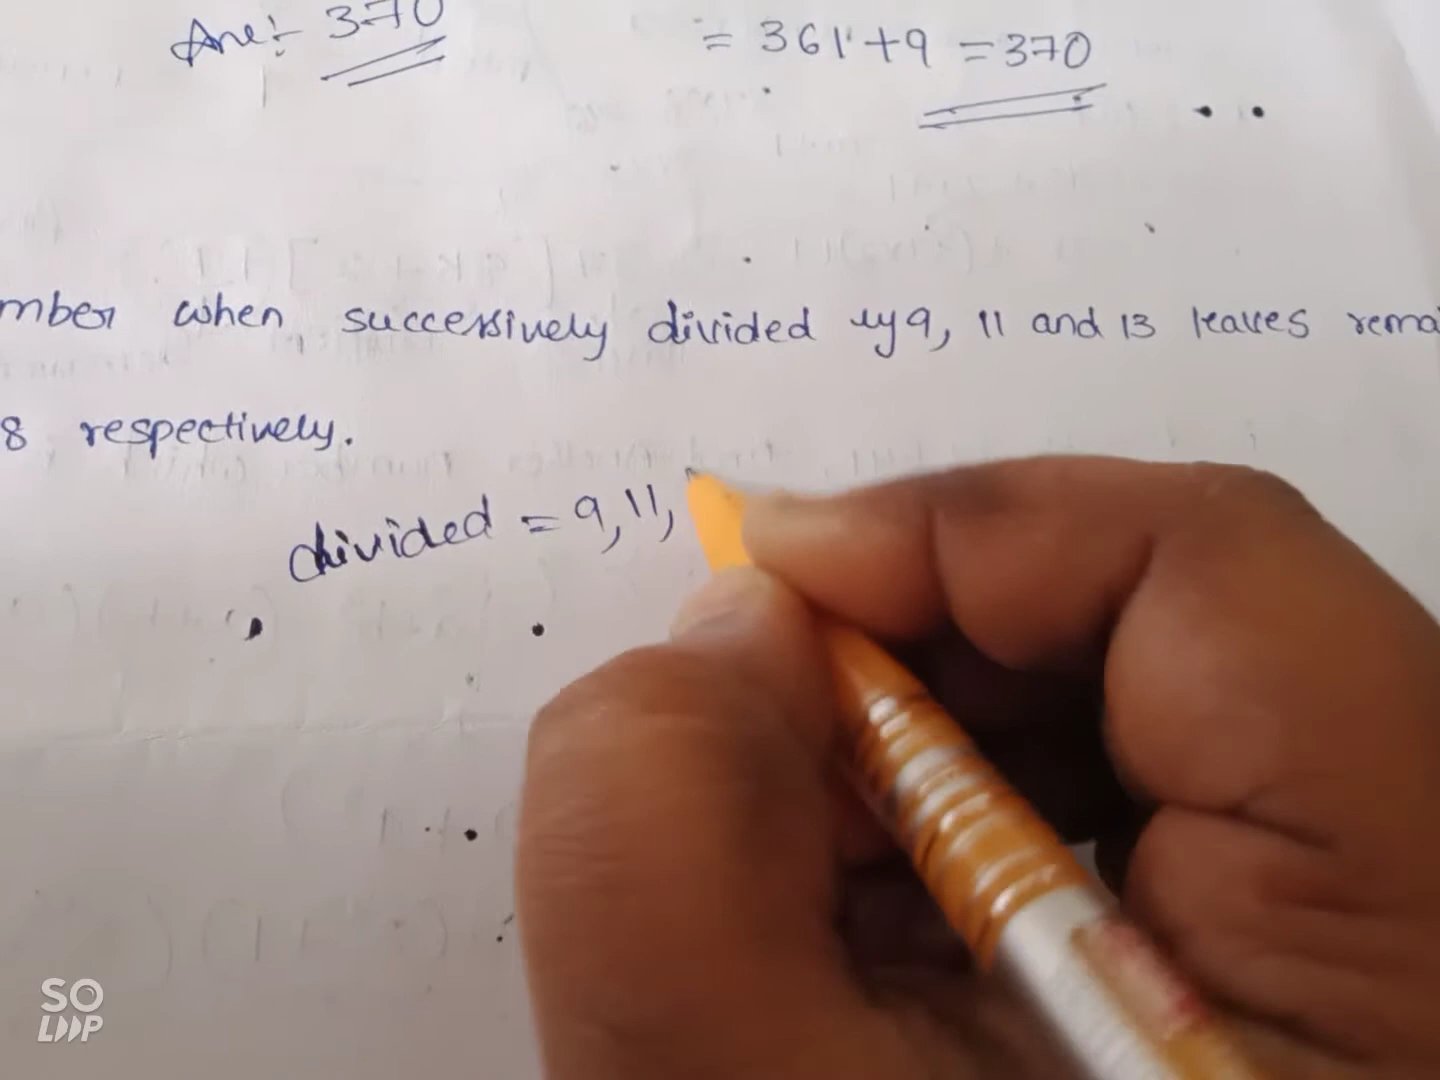 Ans:- 370
= 361+9 = 370
mber when successively divided by 9, 11 and 13 leaves rema
8 respectively.
divided = 9, 11,
SO
LOOP